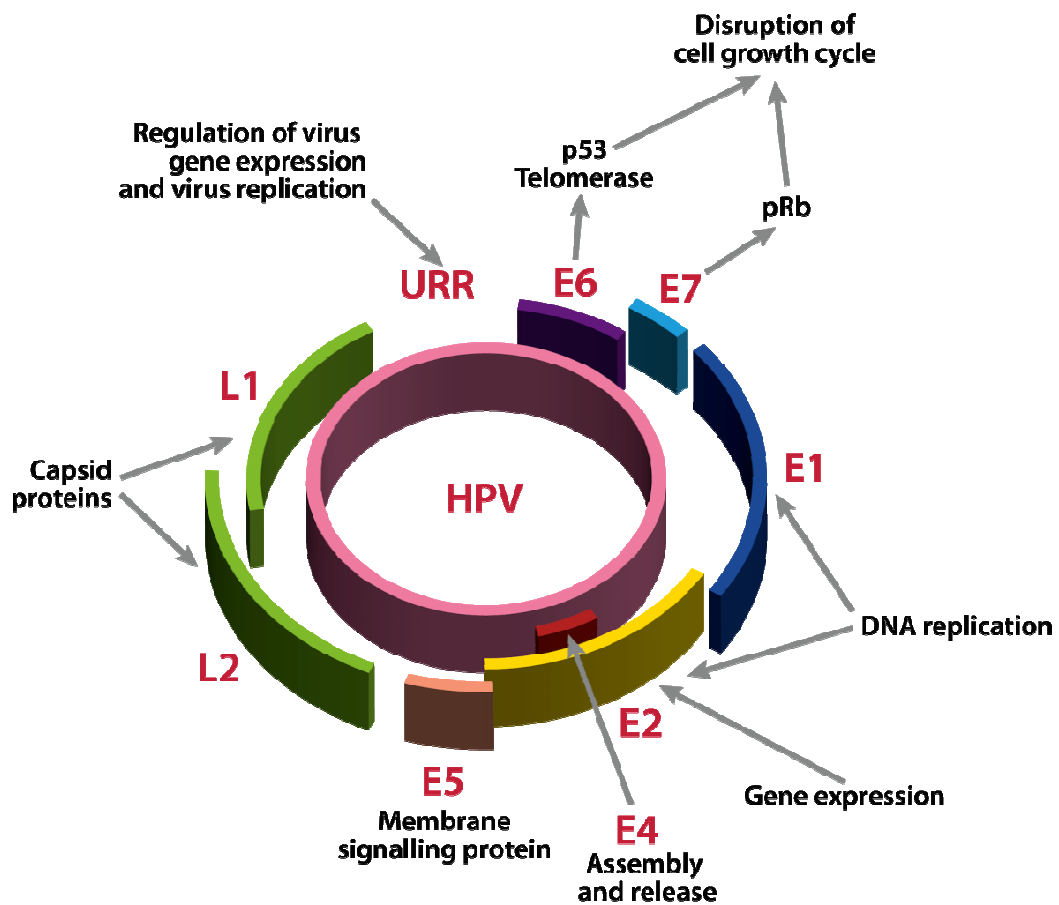 Disruption of
cell growth cycle
Regulation of virus
gene expression
and virus replication
p53
Telomerase
pRb
URR
E6
E7
L1
E1
Capsid
proteins
HPV
DNA replication
L2
E2
E5
Membrane
signalling protein
Gene expression
E4
Assembly
and release